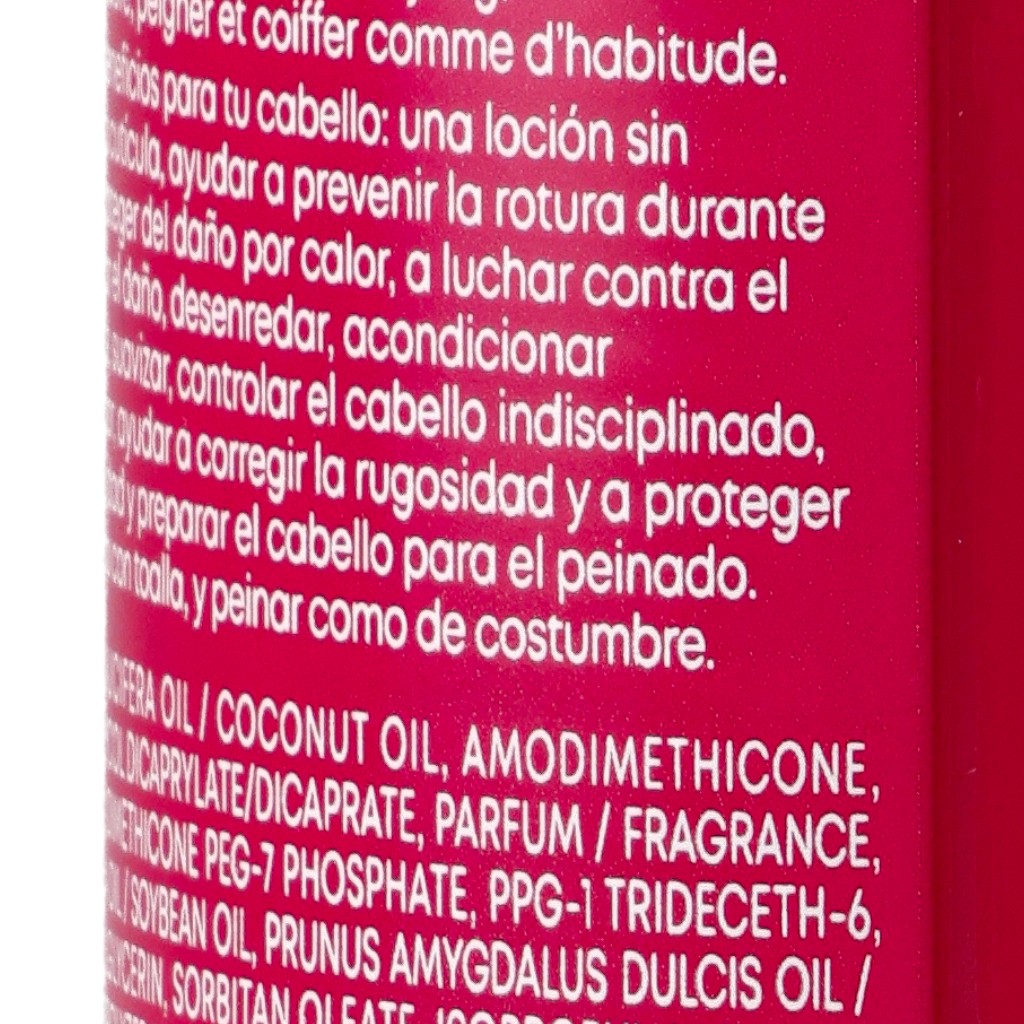 peigner et coiffer comme d'habitude.
para tu cabello: una loción sin
ayudar a prevenir la rotura durante
del daño por calor, a luchar contra el
el daño, desenredar, acondicionar
controlar el cabello indisciplinado,
ayudar a corregir la rugosidad y a proteger
y preparar el cabello para el peinado.
con toalla, y peinar como de costumbre.
OIL / COCONUT OIL, AMODIMETHICONE,
DICAPRYLATE/DICAPRATE, PARFUM / FRAGRANCE,
PEG-7 PHOSPHATE, PPG-1 TRIDECETH-6,
/ SOYBEAN OIL, PRUNUS AMYGDALUS DULCIS OIL /
SORBITAN OLEATE,